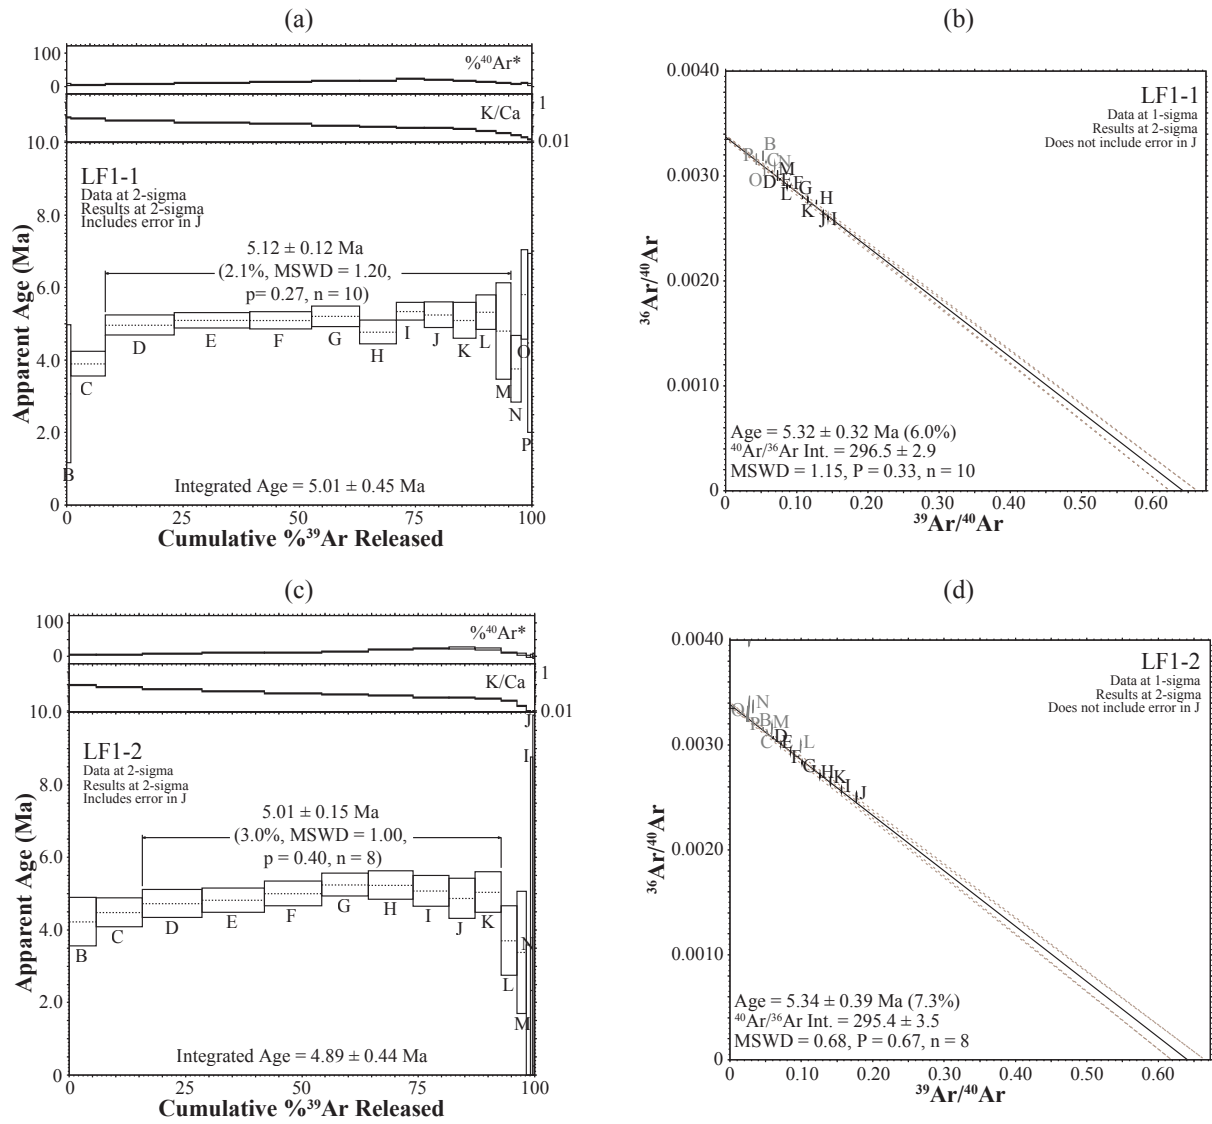 (a)
100
0
%⁴⁰Ar*
K/Ca
1
0.01
10.0
8.0
6.0
4.0
2.0
0
Apparent Age (Ma)
LF1-1
Data at 2-sigma
Results at 2-sigma
Includes error in J
5.12 ± 0.12 Ma
(2.1%, MSWD = 1.20,
p= 0.27, n = 10)
B
C
D
E
F
G
H
I
J
K
L
M
N
O
P
Integrated Age = 5.01 ± 0.45 Ma
0 25 50 75 100
Cumulative %³⁹Ar Released
(b)
0.0040
0.0030
0.0020
0.0010
0
³⁶Ar/⁴⁰Ar
LF1-1
Data at 1-sigma
Results at 2-sigma
Does not include error in J
P
B
C
N
O
D
M
E
F
L
G
K
H
J
I
Age = 5.32 ± 0.32 Ma (6.0%)
⁴⁰Ar/³⁶Ar Int. = 296.5 ± 2.9
MSWD = 1.15, P = 0.33, n = 10
0 0.10 0.20 0.30 0.40 0.50 0.60
³⁹Ar/⁴⁰Ar
(c)
100
0
%⁴⁰Ar*
K/Ca
1
0.01
10.0
8.0
6.0
4.0
2.0
0
Apparent Age (Ma)
LF1-2
Data at 2-sigma
Results at 2-sigma
Includes error in J
5.01 ± 0.15 Ma
(3.0%, MSWD = 1.00,
p = 0.40, n = 8)
B
C
D
E
F
G
H
I
J
K
L
M
N
J
I
Integrated Age = 4.89 ± 0.44 Ma
0 25 50 75 100
Cumulative %³⁹Ar Released
(d)
0.0040
0.0030
0.0020
0.0010
0
³⁶Ar/⁴⁰Ar
LF1-2
Data at 1-sigma
Results at 2-sigma
Does not include error in J
O
N
P
B
M
C
D
E
L
F
G
H
K
I
J
Age = 5.34 ± 0.39 Ma (7.3%)
⁴⁰Ar/³⁶Ar Int. = 295.4 ± 3.5
MSWD = 0.68, P = 0.67, n = 8
0 0.10 0.20 0.30 0.40 0.50 0.60
³⁹Ar/⁴⁰Ar